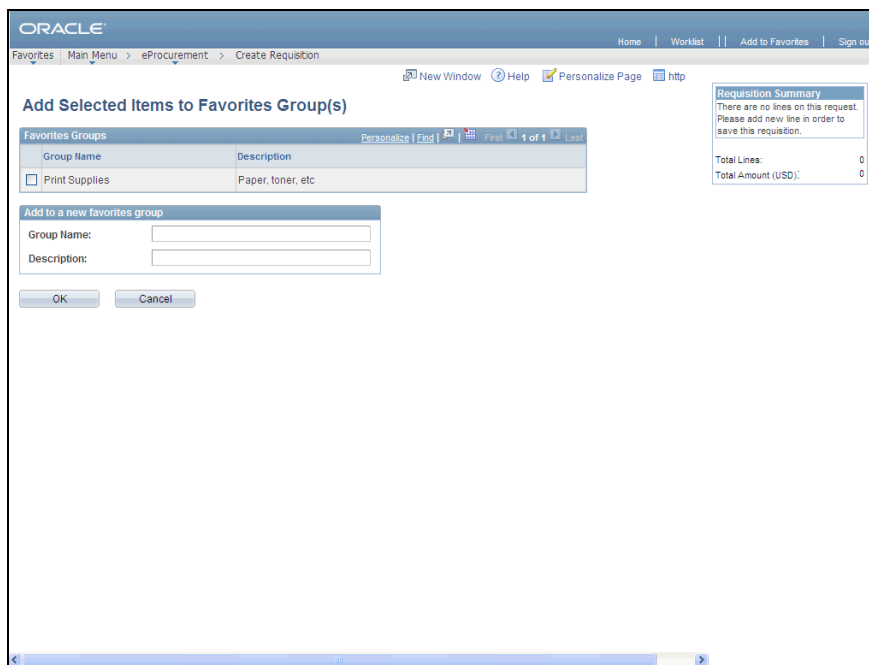 ORACLE
Home | Worklist || Add to Favorites | Sign ou
Favorites Main Menu > eProcurement > Create Requisition
New Window Help Personalize Page http
Add Selected Items to Favorites Group(s)
Favorites Groups Personalize | Find | | First 1 of 1 Last
Group Name Description
Print Supplies Paper, toner, etc
Add to a new favorites group
Group Name:
Description:
OK Cancel
Requisition Summary
There are no lines on this request.
Please add new line in order to
save this requisition.
Total Lines: 0
Total Amount (USD): 0